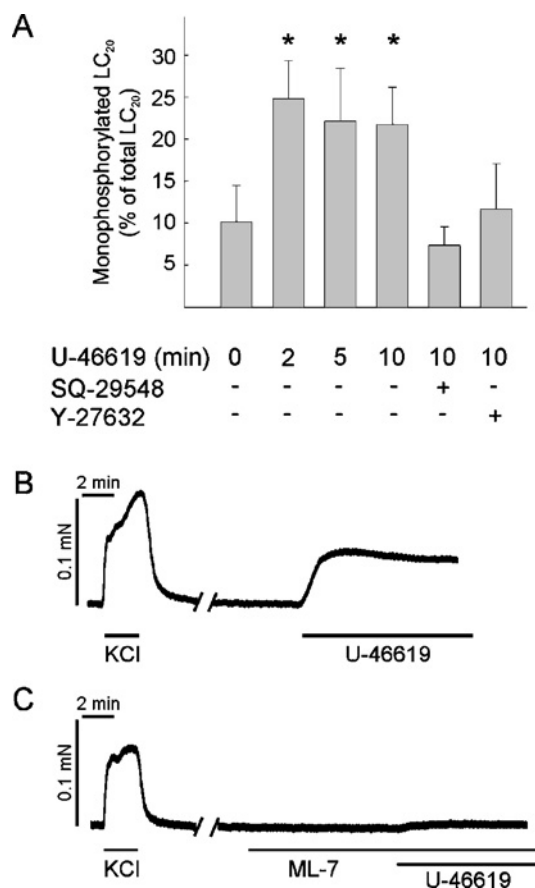 A
Monophosphorylated LC20
(% of total LC20)
35
30
25
20
15
10
5
* * *
U-46619 (min) 0 2 5 10 10 10
SQ-29548 - - - - + -
Y-27632 - - - - - +
B
2 min
0.1 mN
KCl
U-46619
C
2 min
0.1 mN
KCl
ML-7
U-46619